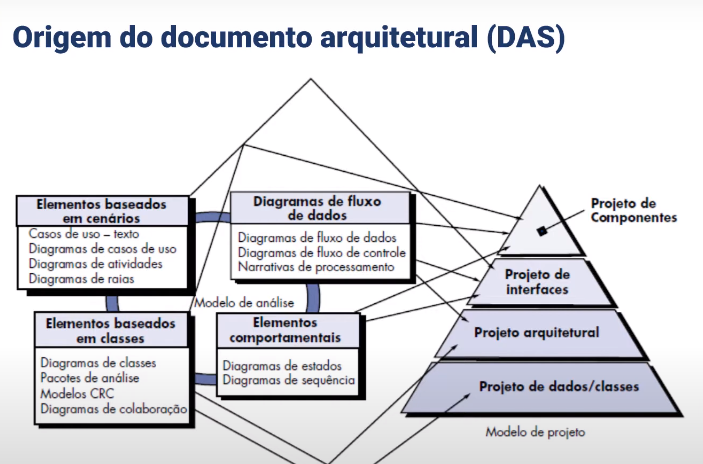 Origem do documento arquitetural (DAS)
Elementos baseados
em cenários
Casos de uso – texto
Diagramas de casos de uso
Diagramas de atividades
Diagramas de raias
Diagramas de fluxo
de dados
Diagramas de fluxo de dados
Diagramas de fluxo de controle
Narrativas de processamento
Modelo de análise
Elementos baseados
em classes
Diagramas de classes
Pacotes de análise
Modelos CRC
Diagramas de colaboração
Elementos
comportamentais
Diagramas de estados
Diagramas de sequência
Projeto de
Componentes
Projeto de
interfaces
Projeto arquitetural
Projeto de dados/classes
Modelo de projeto